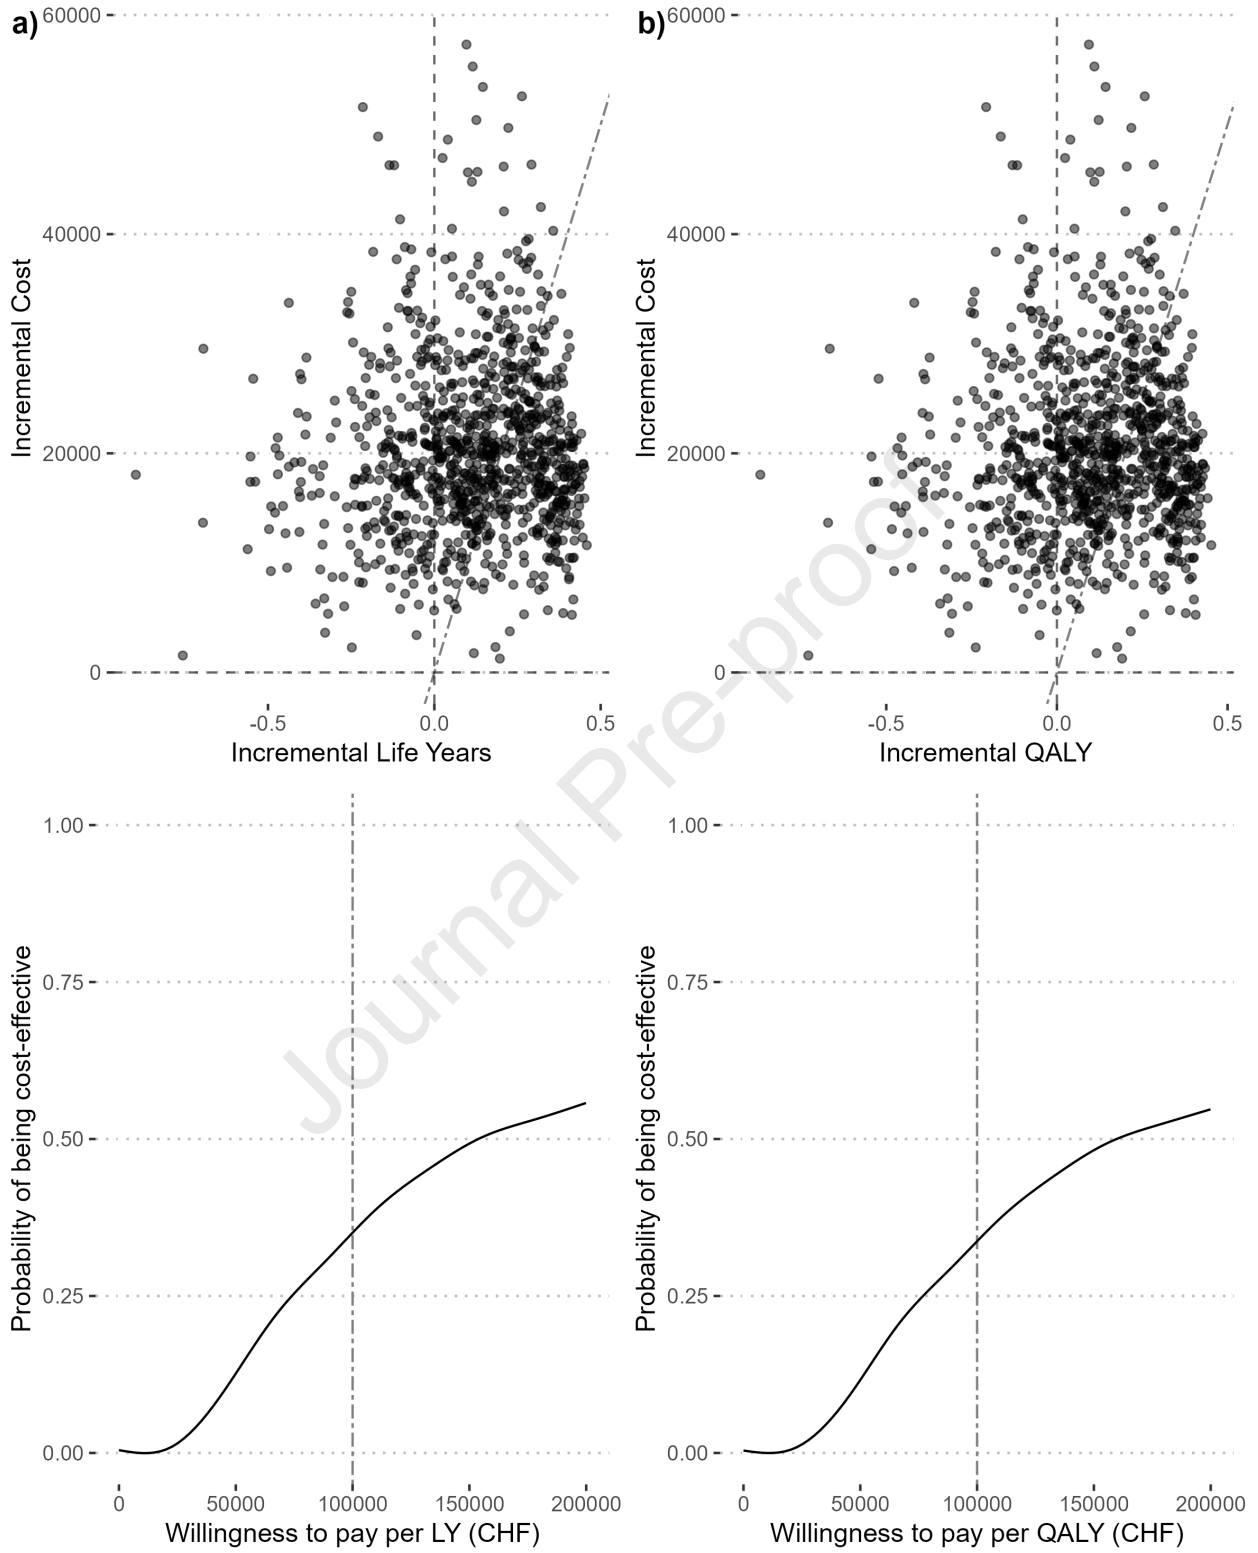 a)
60000
40000
20000
0
Incremental Cost
-0.5 0.0 0.5
Incremental Life Years
b)
60000
40000
20000
0
Incremental Cost
-0.5 0.0 0.5
Incremental QALY
1.00
0.75
0.50
0.25
0.00
Probability of being cost-effective
0 50000 100000 150000 200000
Willingness to pay per LY (CHF)
1.00
0.75
0.50
0.25
0.00
Probability of being cost-effective
0 50000 100000 150000 200000
Willingness to pay per QALY (CHF)
Journal Pre-proof